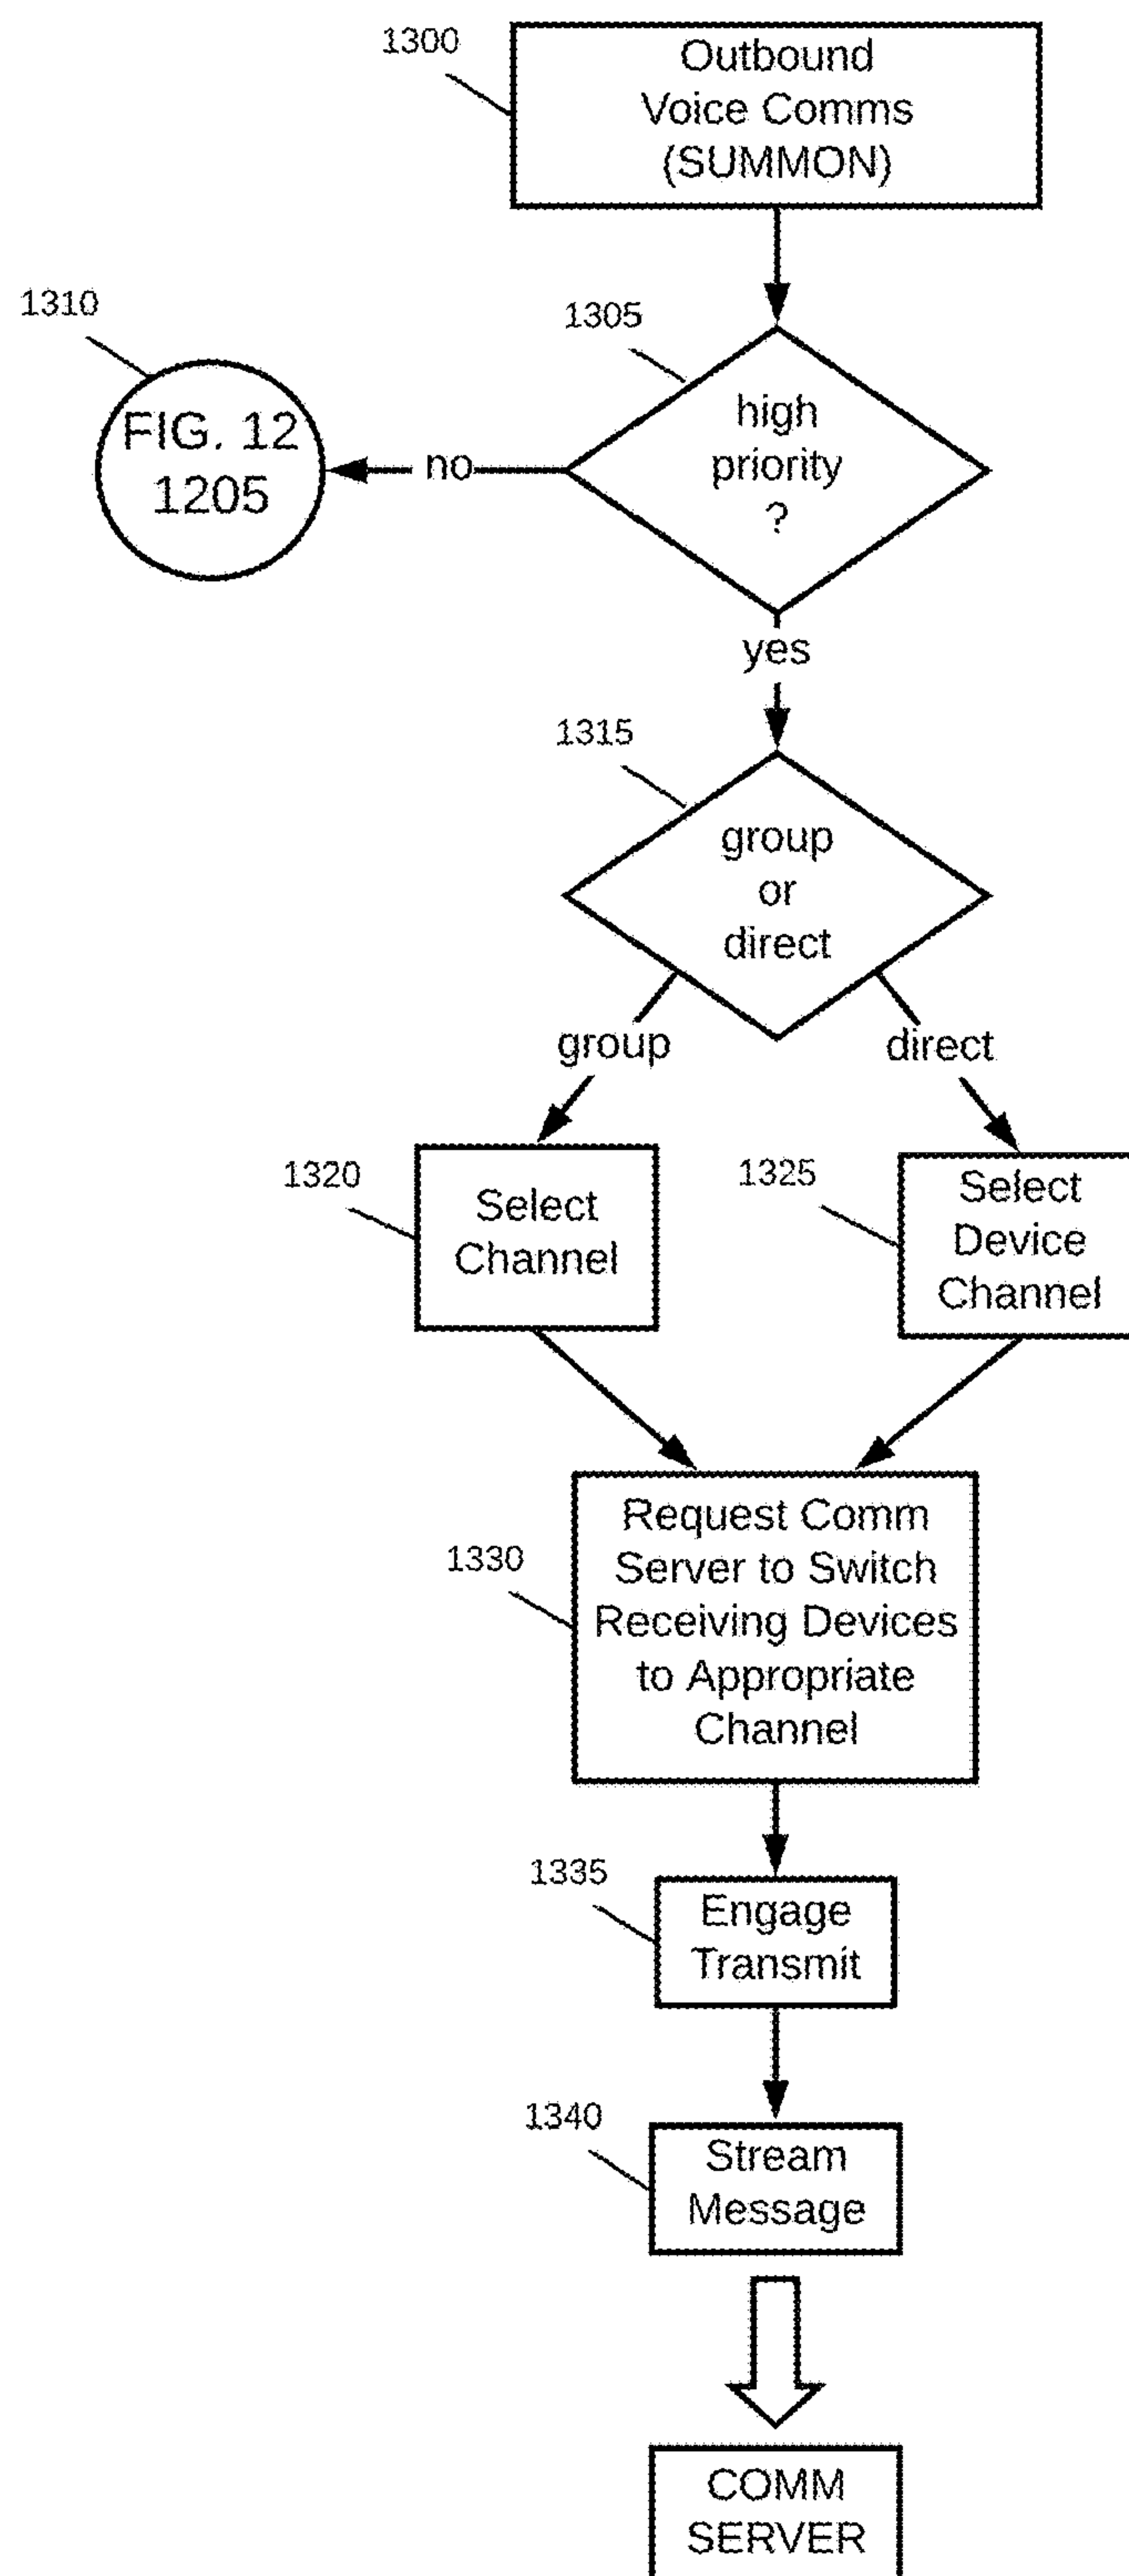 1300
Outbound
Voice Comms
(SUMMON)
1310
1305
FIG. 12
1205
no
high
priority
?
yes
1315
group
or
direct
group
direct
1320
Select
Channel
1325
Select
Device
Channel
1330
Request Comm
Server to Switch
Receiving Devices
to Appropriate
Channel
1335
Engage
Transmit
1340
Stream
Message
COMM
SERVER